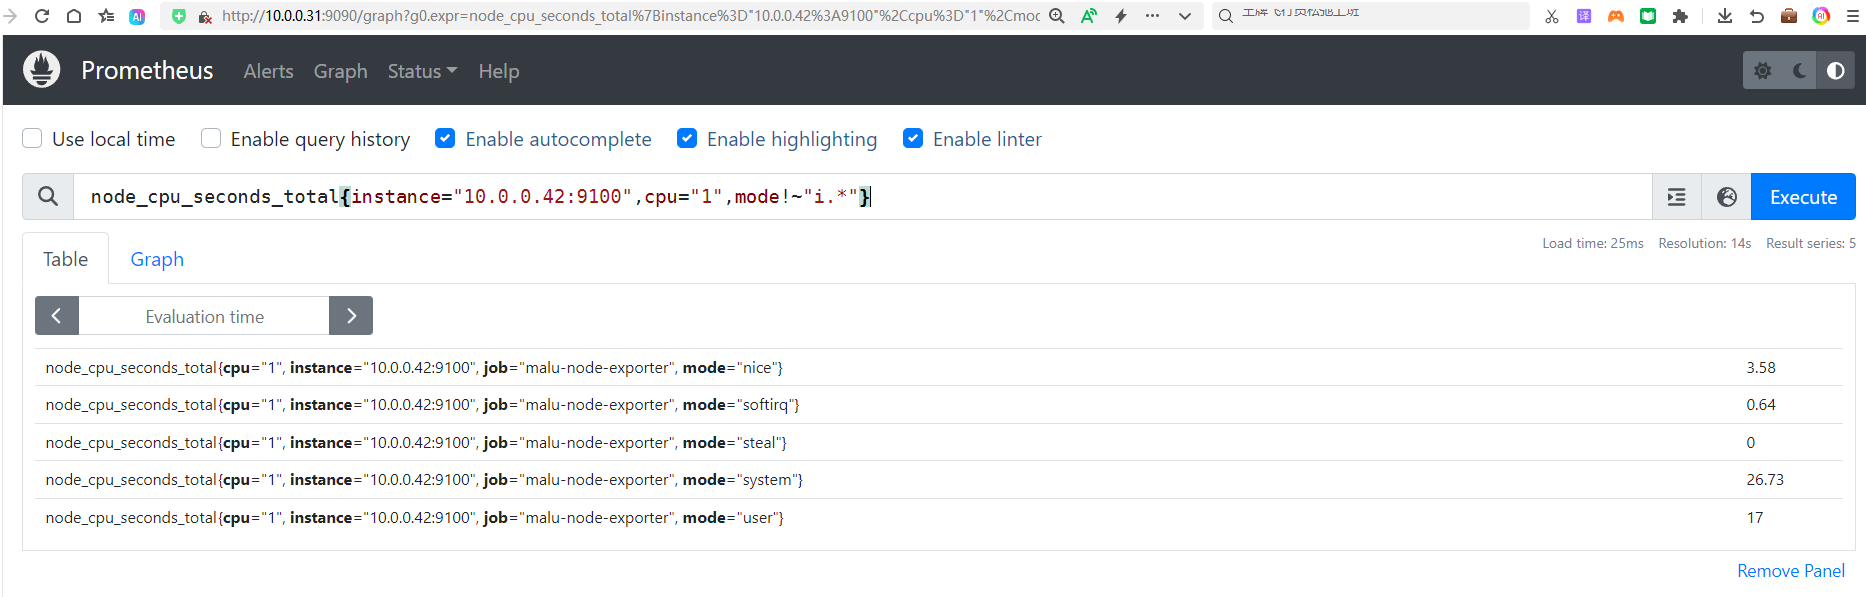 http://10.0.0.31:9090/graph?g0.expr=node_cpu_seconds_total%7Binstance%3D"10.0.0.42%3A9100"%2Ccpu%3D"1"%2Cmod
Prometheus Alerts Graph Status Help
Use local time Enable query history Enable autocomplete Enable highlighting Enable linter
node_cpu_seconds_total{instance="10.0.0.42:9100",cpu="1",mode!~"i.*"} Execute
Table Graph Load time: 25ms Resolution: 14s Result series: 5
Evaluation time
node_cpu_seconds_total{cpu="1", instance="10.0.0.42:9100", job="malu-node-exporter", mode="nice"} 3.58
node_cpu_seconds_total{cpu="1", instance="10.0.0.42:9100", job="malu-node-exporter", mode="softirq"} 0.64
node_cpu_seconds_total{cpu="1", instance="10.0.0.42:9100", job="malu-node-exporter", mode="steal"} 0
node_cpu_seconds_total{cpu="1", instance="10.0.0.42:9100", job="malu-node-exporter", mode="system"} 26.73
node_cpu_seconds_total{cpu="1", instance="10.0.0.42:9100", job="malu-node-exporter", mode="user"} 17
Remove Panel